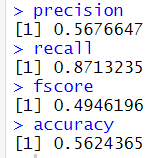 > precision
[1] 0.5676647
> recall
[1] 0.8713235
> fscore
[1] 0.4946196
> accuracy
[1] 0.5624365